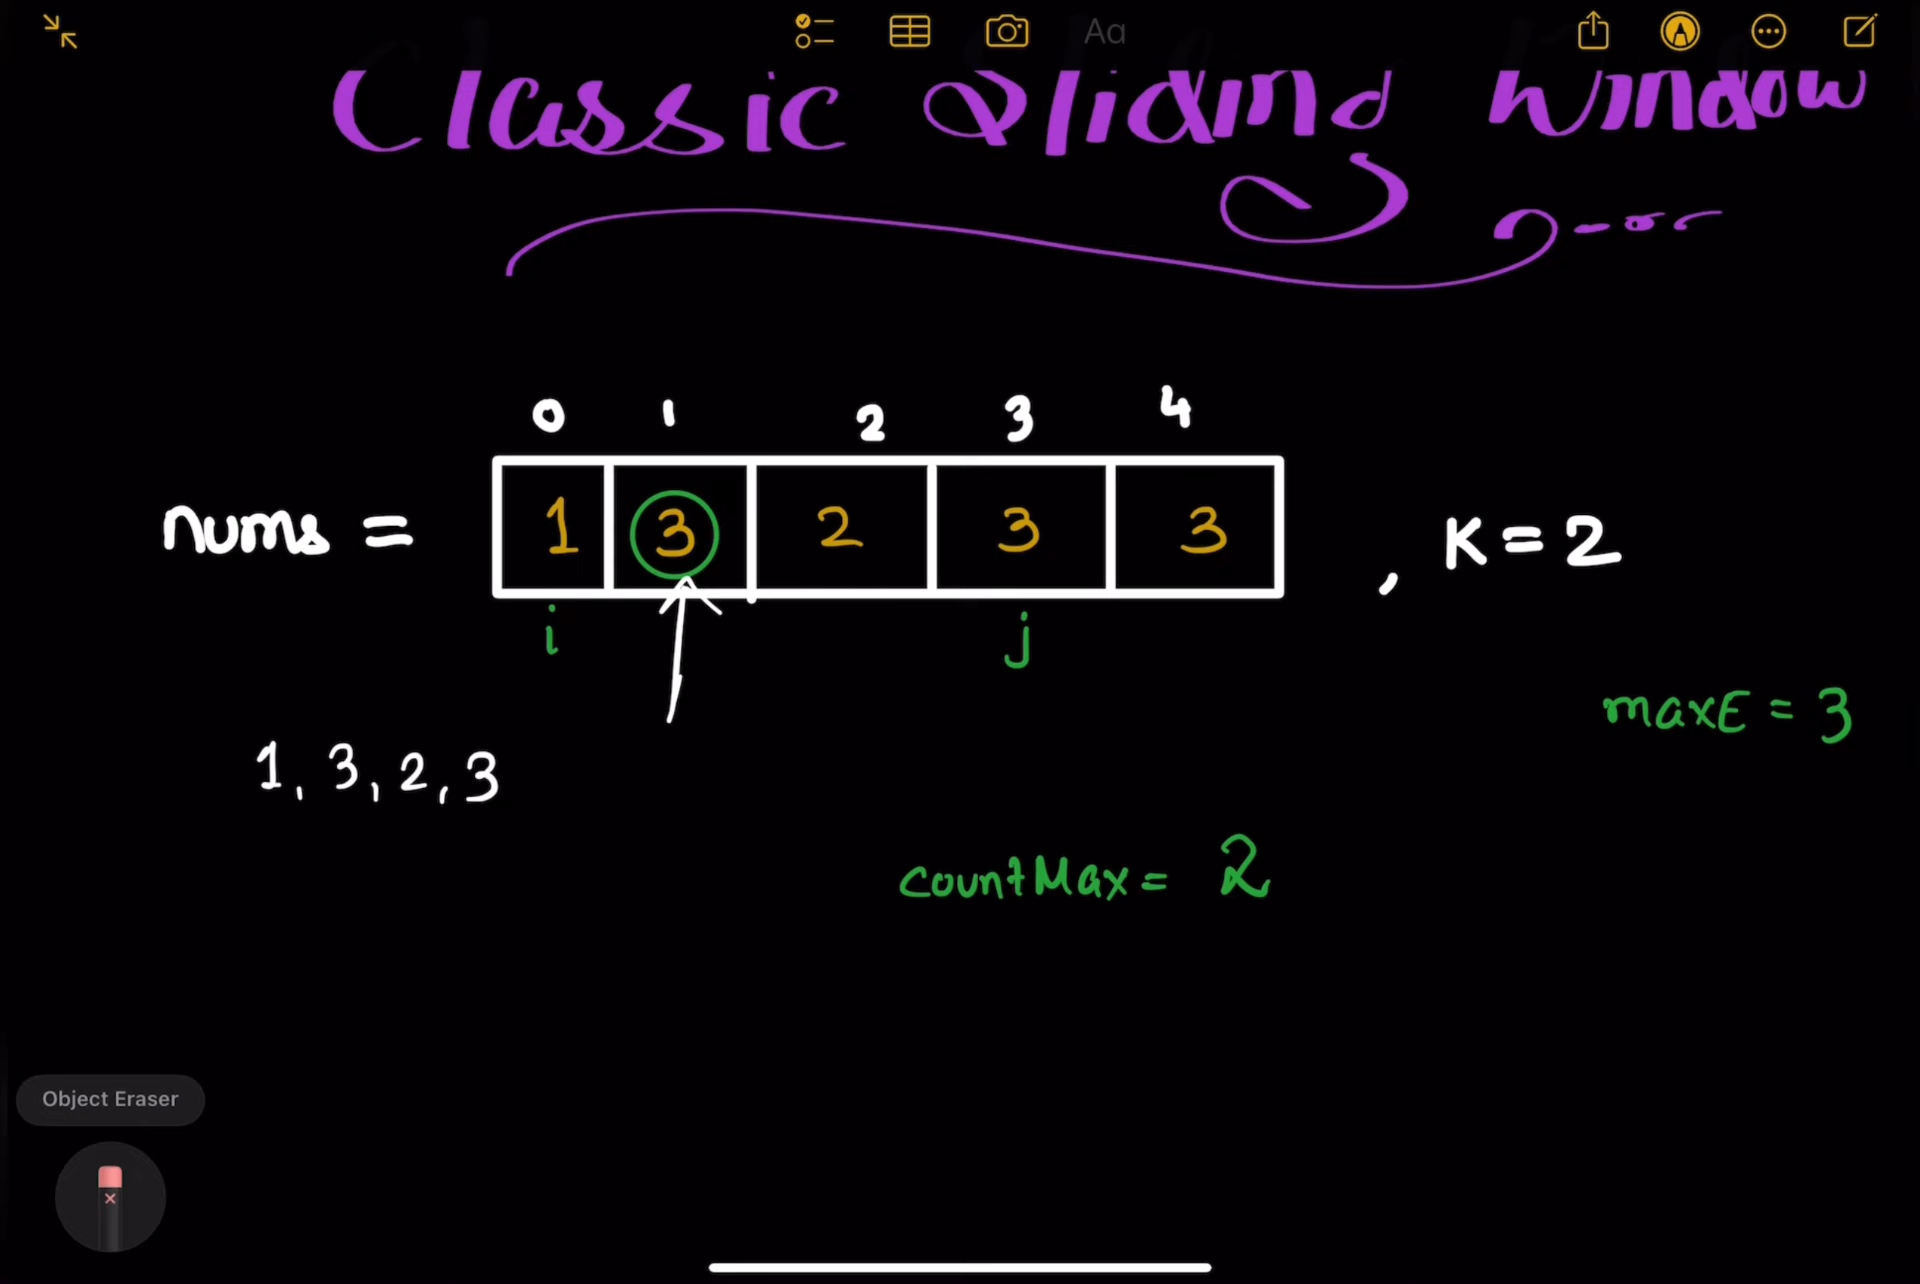 Aa
Classic Sliding Window
0 1 2 3 4
nums = 1 3 2 3 3 , K = 2
i j
maxE = 3
1, 3, 2, 3
countMax = 2
Object Eraser